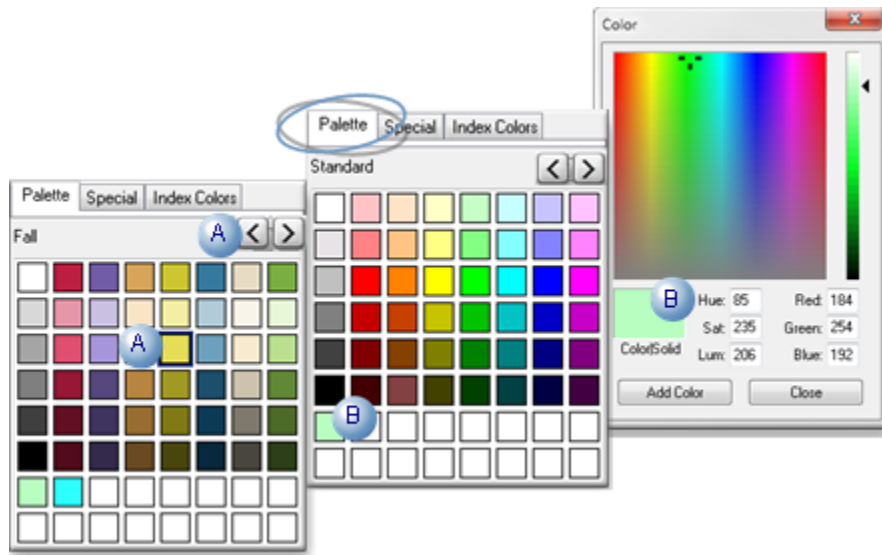 Palette Special Index Colors
Fall
A < >
A
Palette Special Index Colors
Standard
< >
B
Color
x
B
Hue: 85 Red: 184
Sat: 235 Green: 254
Color|Solid
Lum: 206 Blue: 192
Add Color Close